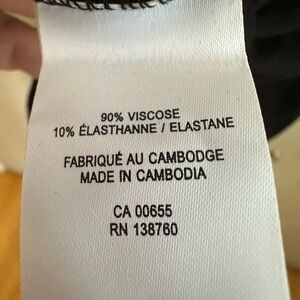 90% VISCOSE
10% ÉLASTHANNE / ELASTANE
FABRIQUÉ AU CAMBODGE
MADE IN CAMBODIA
CA 00655
RN 138760